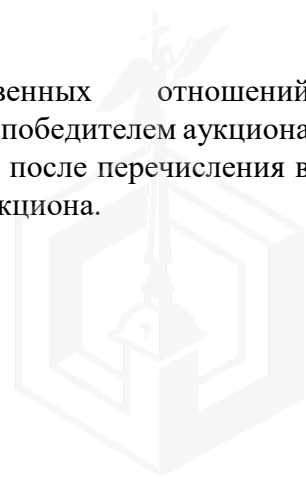 венных отношений
победителем аукциона
после перечисления в
кциона.